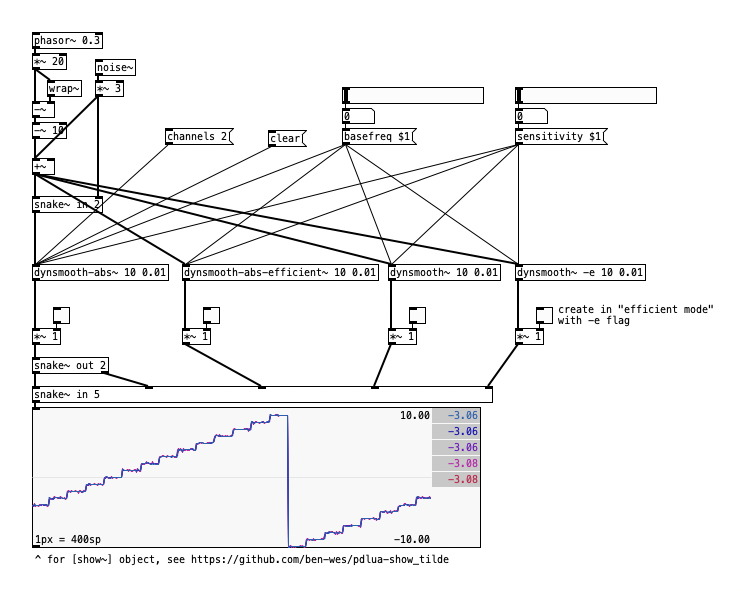 phasor~ 0.3
*~ 20
noise~
wrap~
*~ 3
-~
0
0
-~ 10
channels 2
clear
basefreq $1
sensitivity $1
+~
snake~ in 2
dynsmooth-abs~ 10 0.01
dynsmooth-abs-efficient~ 10 0.01
dynsmooth~ 10 0.01
dynsmooth~ -e 10 0.01
create in "efficient mode"
with -e flag
*~ 1
*~ 1
*~ 1
*~ 1
snake~ out 2
snake~ in 5
10.00
-3.06
-3.06
-3.06
-3.08
-3.08
1px = 400sp
-10.00
^ for [show~] object, see https://github.com/ben-wes/pdlua-show_tilde